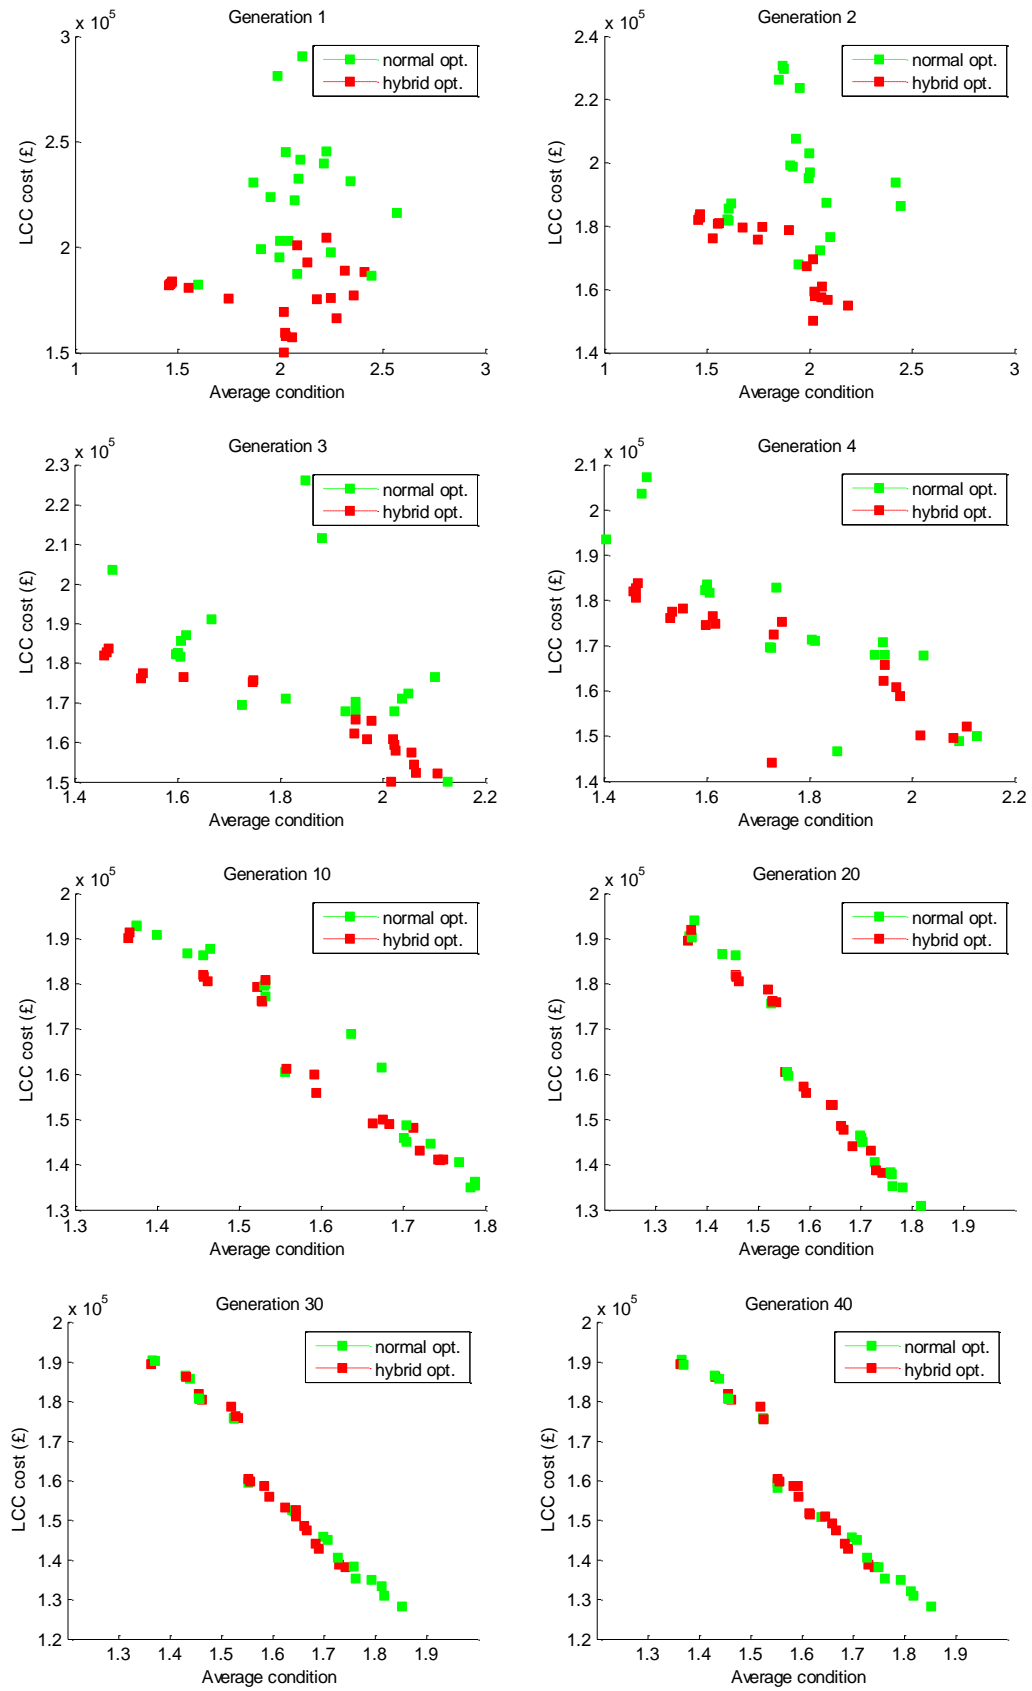 Generation 1
x 10^5
3
2.5
2
1.5
LCC cost (£)
normal opt.
hybrid opt.
1 1.5 2 2.5 3
Average condition
Generation 2
x 10^5
2.4
2.2
2
1.8
1.6
1.4
LCC cost (£)
normal opt.
hybrid opt.
1 1.5 2 2.5 3
Average condition
Generation 3
x 10^5
2.3
2.2
2.1
2
1.9
1.8
1.7
1.6
1.5
LCC cost (£)
normal opt.
hybrid opt.
1.4 1.6 1.8 2 2.2
Average condition
Generation 4
x 10^5
2.1
2
1.9
1.8
1.7
1.6
1.5
1.4
LCC cost (£)
normal opt.
hybrid opt.
1.4 1.6 1.8 2 2.2
Average condition
Generation 10
x 10^5
2
1.9
1.8
1.7
1.6
1.5
1.4
1.3
LCC cost (£)
normal opt.
hybrid opt.
1.3 1.4 1.5 1.6 1.7 1.8
Average condition
Generation 20
x 10^5
2
1.9
1.8
1.7
1.6
1.5
1.4
1.3
LCC cost (£)
normal opt.
hybrid opt.
1.3 1.4 1.5 1.6 1.7 1.8 1.9
Average condition
Generation 30
x 10^5
2
1.9
1.8
1.7
1.6
1.5
1.4
1.3
1.2
LCC cost (£)
normal opt.
hybrid opt.
1.3 1.4 1.5 1.6 1.7 1.8 1.9
Average condition
Generation 40
x 10^5
2
1.9
1.8
1.7
1.6
1.5
1.4
1.3
1.2
LCC cost (£)
normal opt.
hybrid opt.
1.3 1.4 1.5 1.6 1.7 1.8 1.9
Average condition